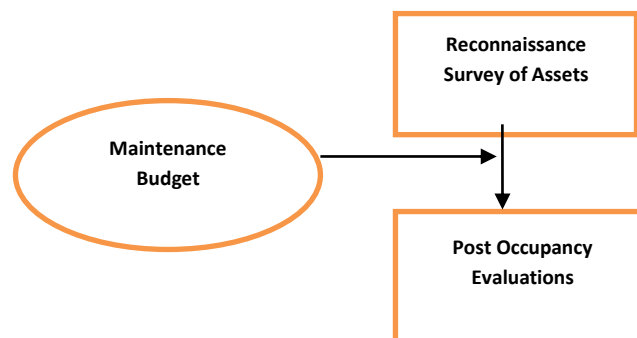 Reconnaissance
Survey of Assets
Maintenance
Budget
Post Occupancy
Evaluations